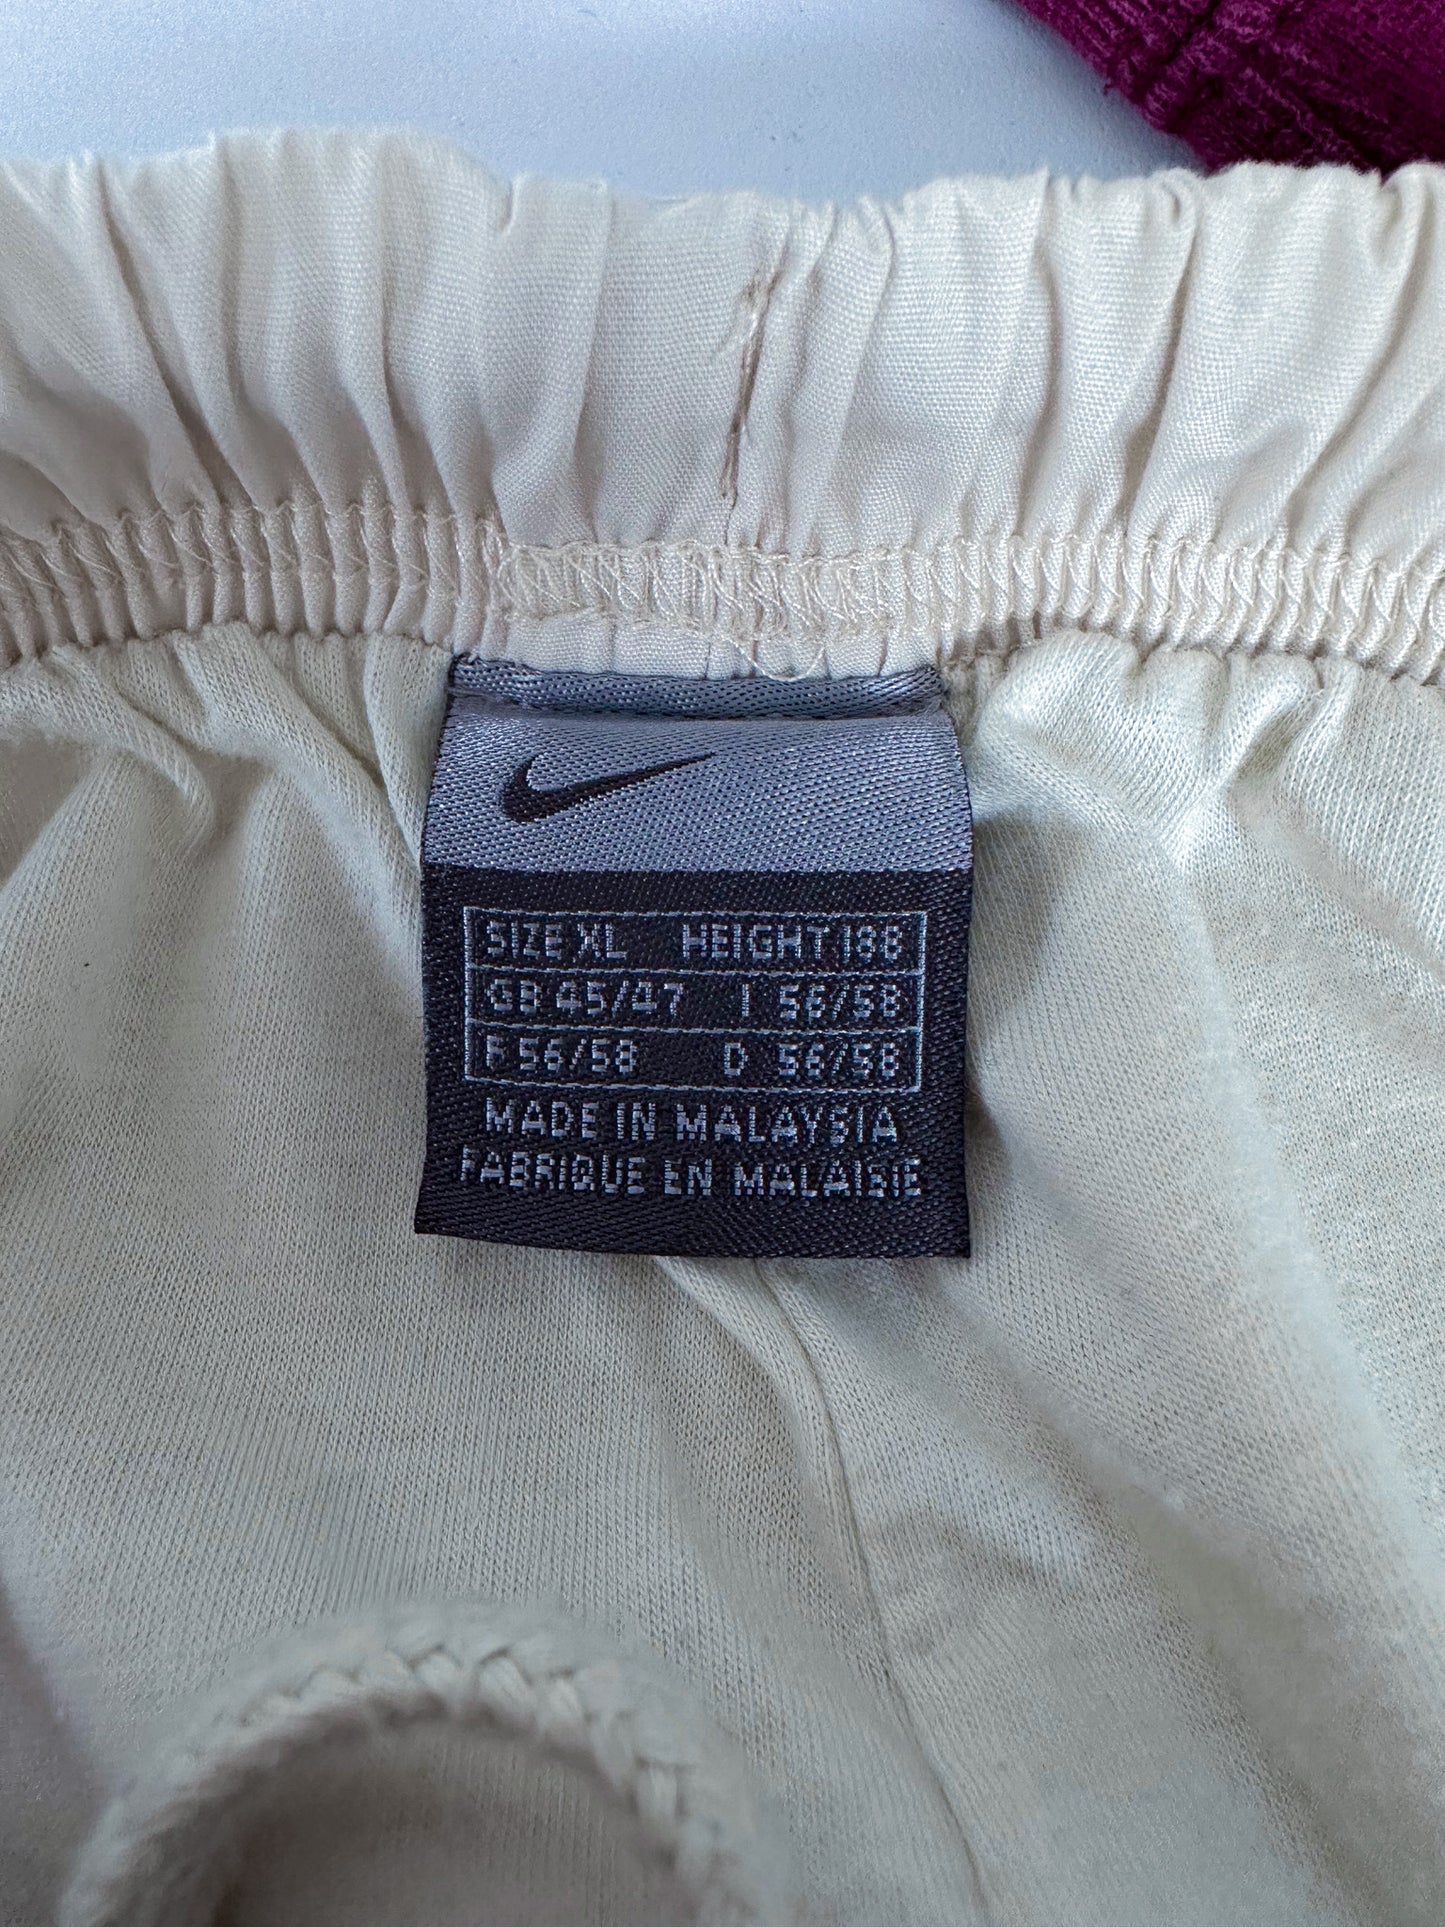 SIZE XL HEIGHT 188
GB 45/47 I 56/58
F 56/58 D 56/58
MADE IN MALAYSIA
FABRIQUE EN MALAISIE